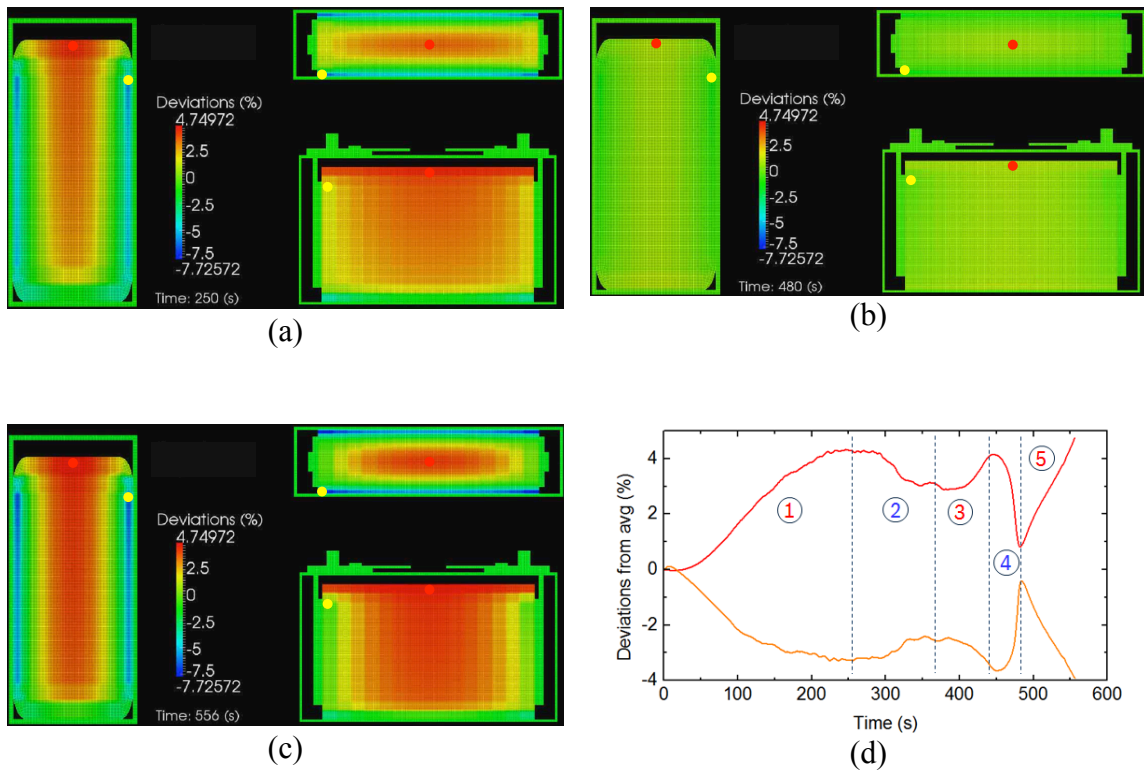 Deviations (%)
4.74972
2.5
0
-2.5
-5
-7.5
-7.72572
Time: 250 (s)
(a)
Deviations (%)
4.74972
2.5
0
-2.5
-5
-7.5
-7.72572
Time: 480 (s)
(b)
Deviations (%)
4.74972
2.5
0
-2.5
-5
-7.5
-7.72572
Time: 556 (s)
(c)
Deviations from avg (%)
4
2
0
-2
-4
1
2
3
4
5
0 100 200 300 400 500 600
Time (s)
(d)